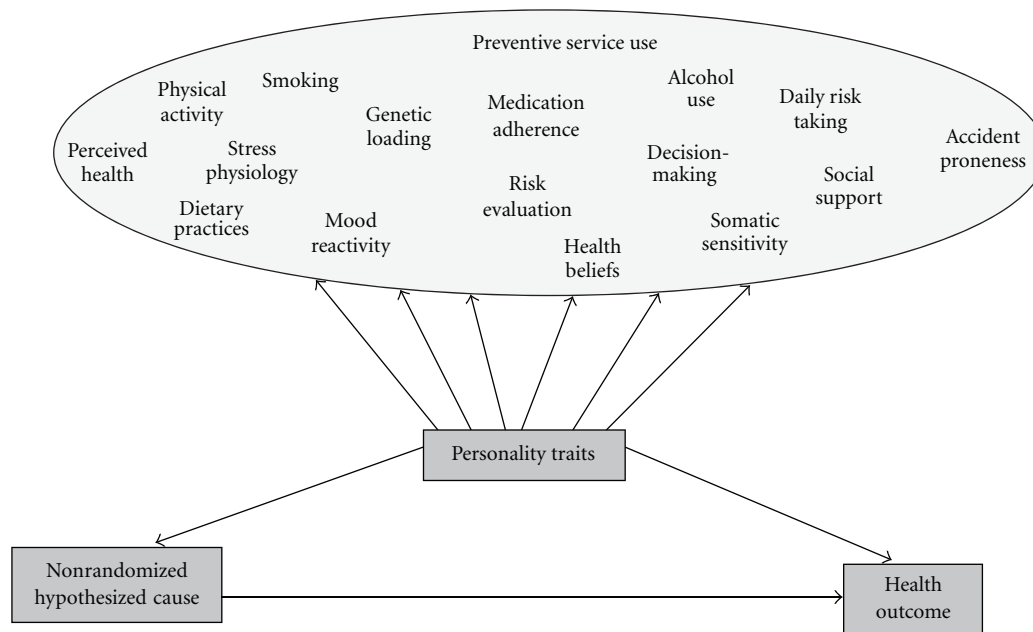 Preventive service use
Smoking
Physical
activity
Genetic
loading
Medication
adherence
Alcohol
use
Daily risk
taking
Accident
proneness
Perceived
health
Stress
physiology
Decision-
making
Risk
evaluation
Social
support
Dietary
practices
Mood
reactivity
Somatic
sensitivity
Health
beliefs
Personality traits
Nonrandomized
hypothesized cause
Health
outcome